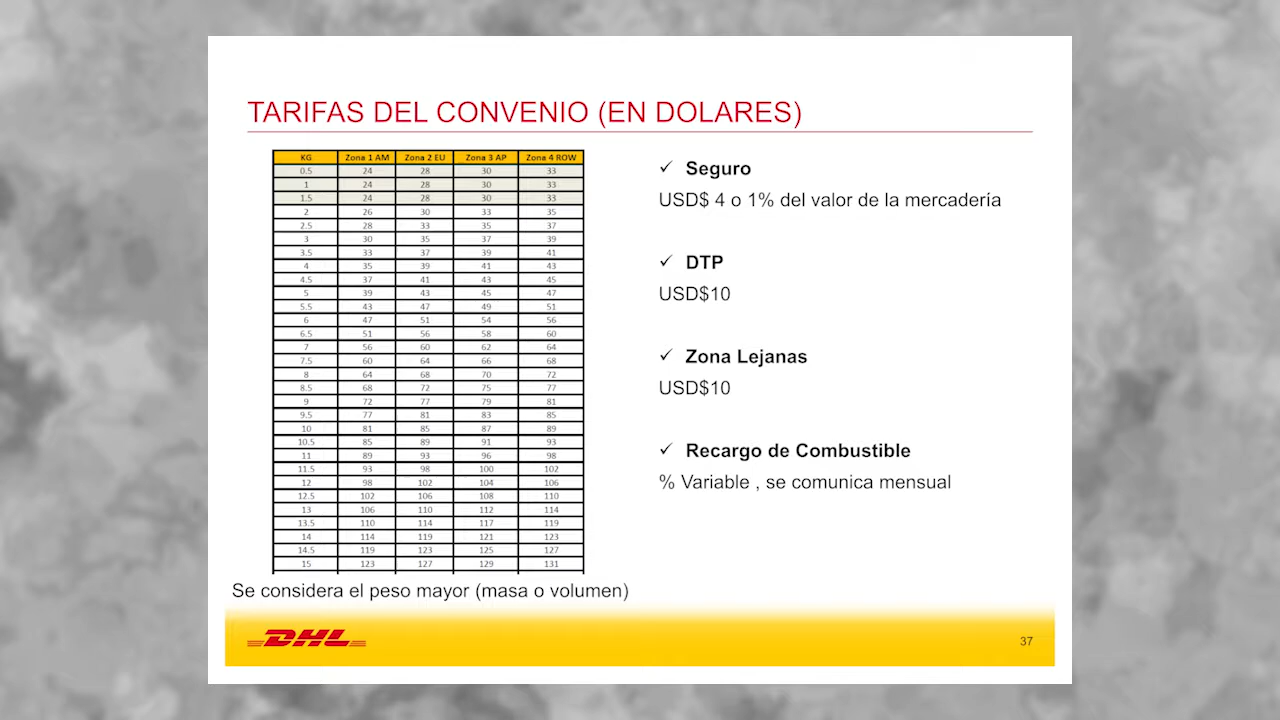 TARIFAS DEL CONVENIO (EN DOLARES)
KG Zona 1 AM Zona 2 EU Zona 3 AP Zona 4 ROW
0.5 24 28 30 33
1 24 28 30 33
1.5 24 28 30 33
2 26 30 33 35
2.5 28 33 35 37
3 30 35 37 39
3.5 33 37 39 41
4 35 39 41 43
4.5 37 41 43 45
5 39 43 45 47
5.5 43 47 49 51
6 47 51 54 56
6.5 51 56 58 60
7 56 60 62 64
7.5 60 64 66 68
8 64 68 70 72
8.5 68 72 75 77
9 72 77 79 81
9.5 77 81 83 85
10 81 85 87 89
10.5 85 89 91 93
11 89 93 96 98
11.5 93 98 100 102
12 98 102 104 106
12.5 102 106 108 110
13 106 110 112 114
13.5 110 114 117 119
14 114 119 121 123
14.5 119 123 125 127
15 123 127 129 131
Se considera el peso mayor (masa o volumen)
✓ Seguro
USD$ 4 o 1% del valor de la mercadería
✓ DTP
USD$10
✓ Zona Lejanas
USD$10
✓ Recargo de Combustible
% Variable , se comunica mensual
DHL
37